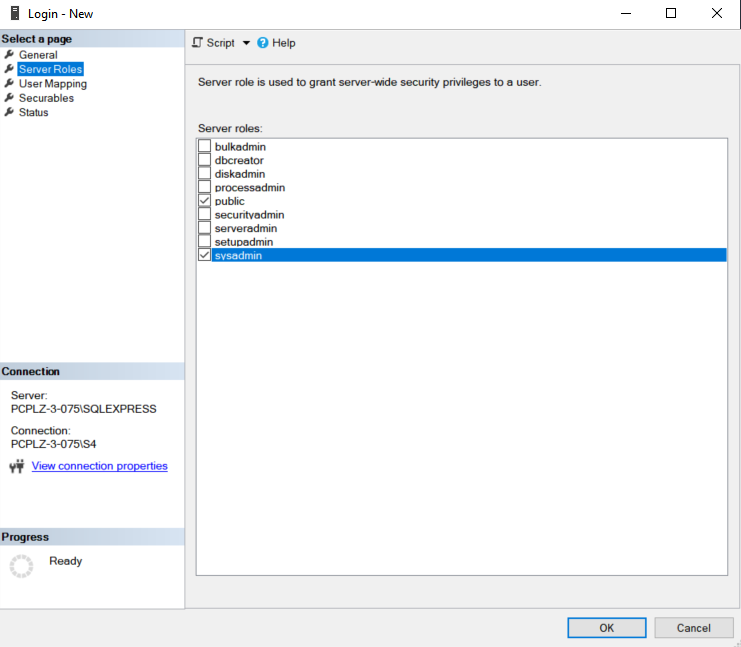 Login - New
Select a page
General
Server Roles
User Mapping
Securables
Status
Script
Help
Server role is used to grant server-wide security privileges to a user.
Server roles:
bulkadmin
dbcreator
diskadmin
processadmin
public
securityadmin
serveradmin
setupadmin
sysadmin
Connection
Server:
PCPLZ-3-075\SQLEXPRESS
Connection:
PCPLZ-3-075\S4
View connection properties
Progress
Ready
OK
Cancel